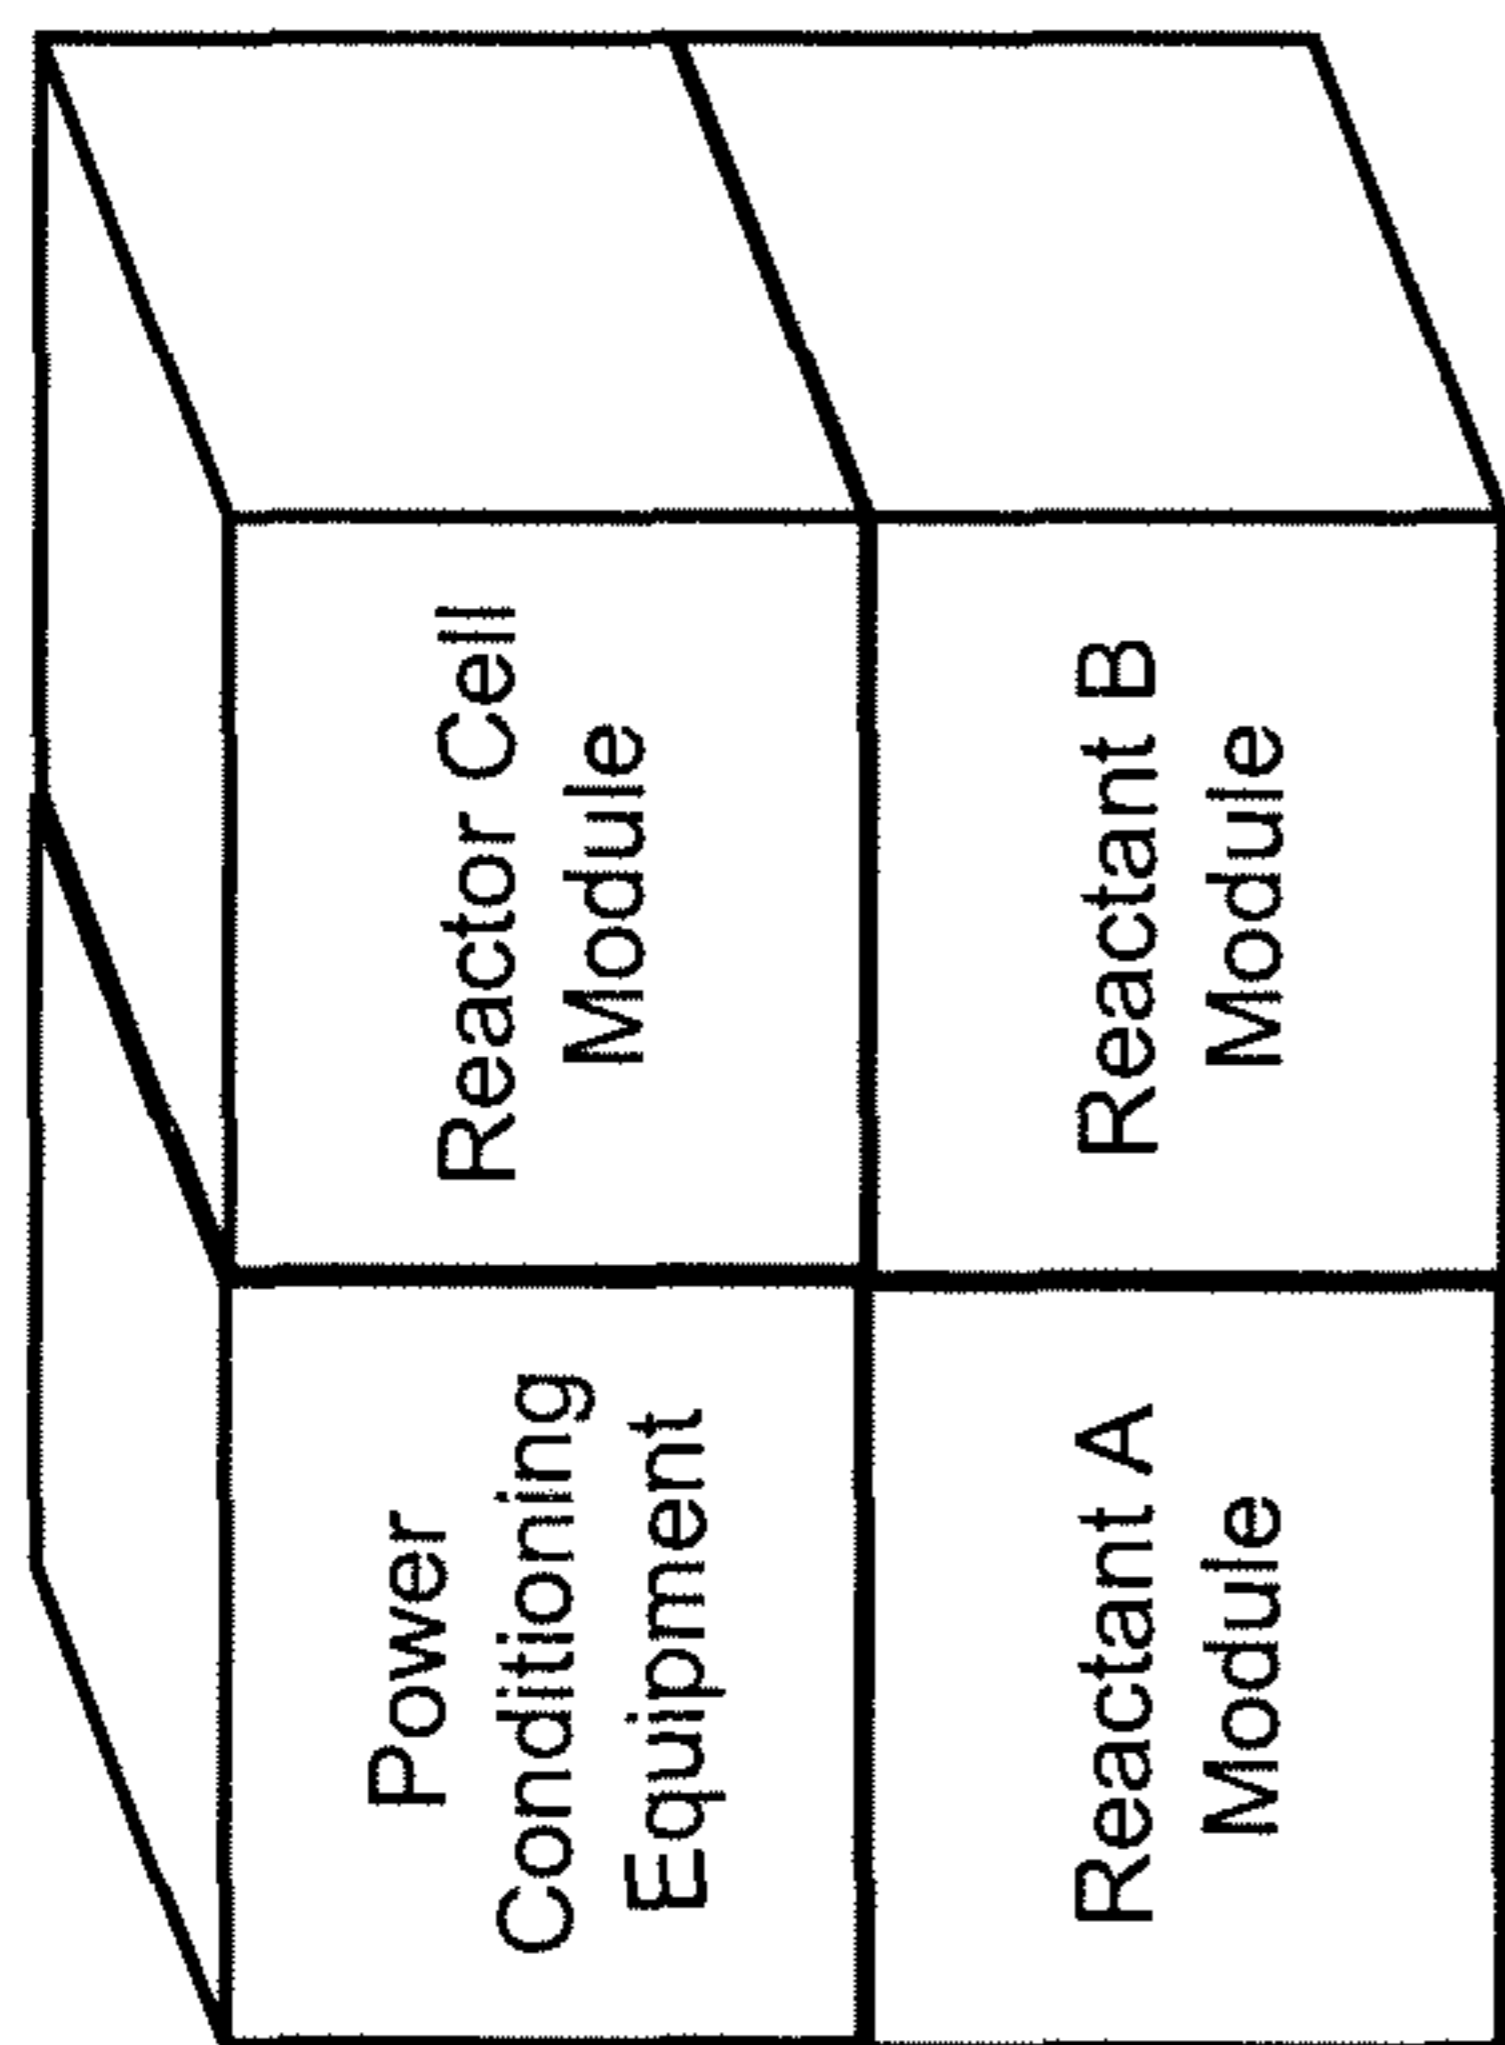 Power
Conditioning
Equipment
Reactor Cell
Module
Reactant A
Module
Reactant B
Module